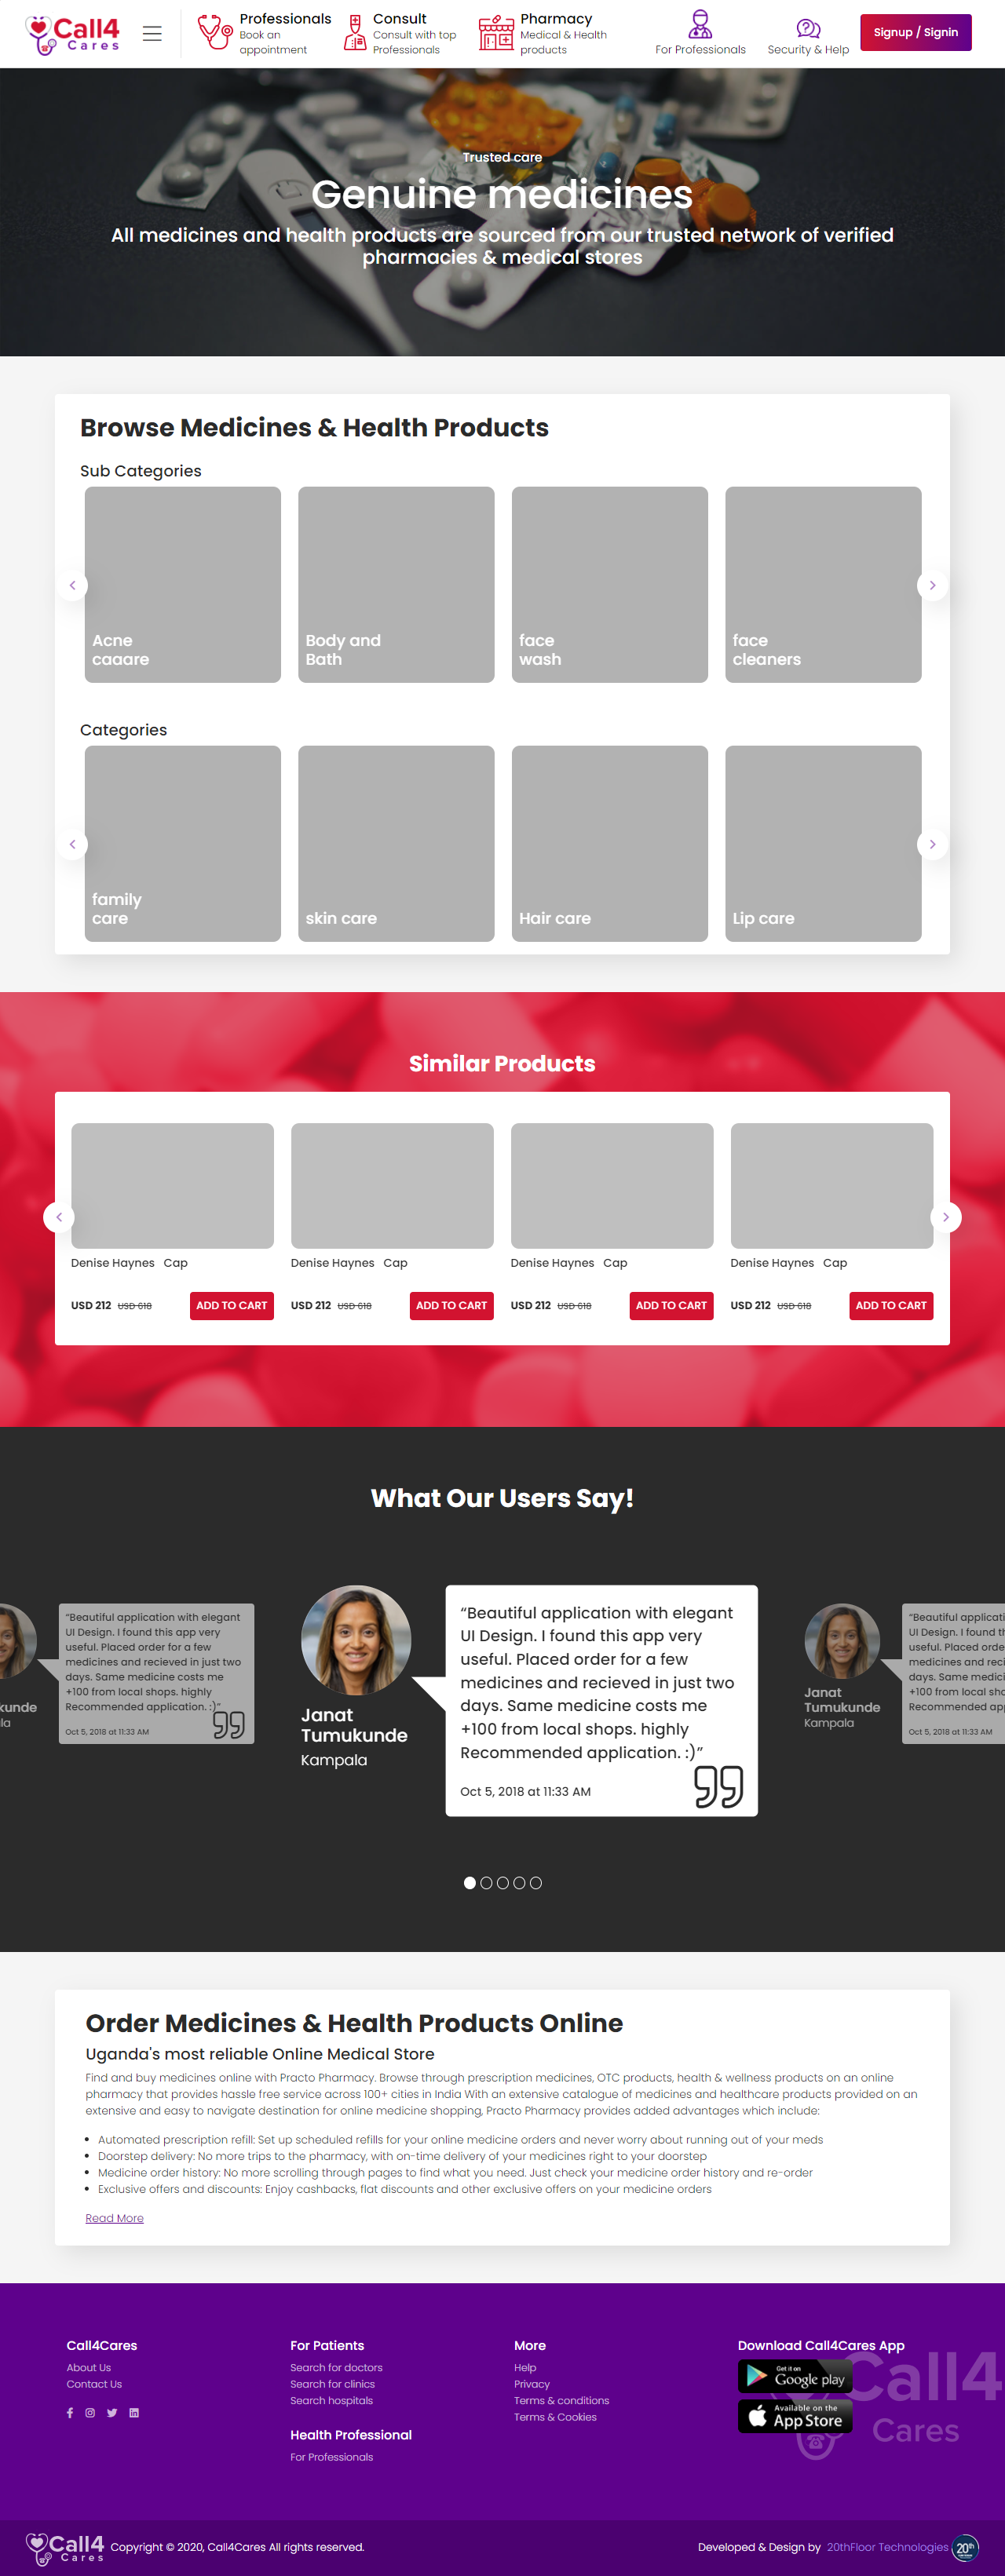 Call4
Cares
Professionals
Book an
appointment
Consult
Consult with top
Professionals
Pharmacy
Medical & Health
products
For Professionals
Security & Help
Signup / Signin
Trusted care
Genuine medicines
All medicines and health products are sourced from our trusted network of verified
pharmacies & medical stores
Browse Medicines & Health Products
Sub Categories
Acne
caaare
Body and
Bath
face
wash
face
cleaners
Categories
family
care
skin care
Hair care
Lip care
Similar Products
Denise Haynes Cap
Denise Haynes Cap
Denise Haynes Cap
Denise Haynes Cap
USD 212 USD 618 ADD TO CART
USD 212 USD 618 ADD TO CART
USD 212 USD 618 ADD TO CART
USD 212 USD 618 ADD TO CART
What Our Users Say!
kunde
la
“Beautiful application with elegant
UI Design. I found this app very
useful. Placed order for a few
medicines and recieved in just two
days. Same medicine costs me
+100 from local shops. highly
Recommended application. :)”
Oct 5, 2018 at 11:33 AM
Janat
Tumukunde
Kampala
“Beautiful application with elegant
UI Design. I found this app very
useful. Placed order for a few
medicines and recieved in just two
days. Same medicine costs me
+100 from local shops. highly
Recommended application. :)”
Oct 5, 2018 at 11:33 AM
Janat
Tumukunde
Kampala
“Beautiful applicati
UI Design. I found th
useful. Placed orde
medicines and reci
days. Same medici
+100 from local sho
Recommended app
Oct 5, 2018 at 11:33 AM
Order Medicines & Health Products Online
Uganda's most reliable Online Medical Store
Find and buy medicines online with Practo Pharmacy. Browse through prescription medicines, OTC products, health & wellness products on an online
pharmacy that provides hassle free service across 100+ cities in India With an extensive catalogue of medicines and healthcare products provided on an
extensive and easy to navigate destination for online medicine shopping, Practo Pharmacy provides added advantages which include:
• Automated prescription refill: Set up scheduled refills for your online medicine orders and never worry about running out of your meds
• Doorstep delivery: No more trips to the pharmacy, with on-time delivery of your medicines right to your doorstep
• Medicine order history: No more scrolling through pages to find what you need. Just check your medicine order history and re-order
• Exclusive offers and discounts: Enjoy cashbacks, flat discounts and other exclusive offers on your medicine orders
Read More
Call4Cares
About Us
Contact Us
For Patients
Search for doctors
Search for clinics
Search hospitals
Health Professional
For Professionals
More
Help
Privacy
Terms & conditions
Terms & Cookies
Download Call4Cares App
Get it on
Google play
Available on the
App Store
Call4
Cares
Call4
Cares
Copyright © 2020, Call4Cares All rights reserved.
Developed & Design by 20thFloor Technologies
20th